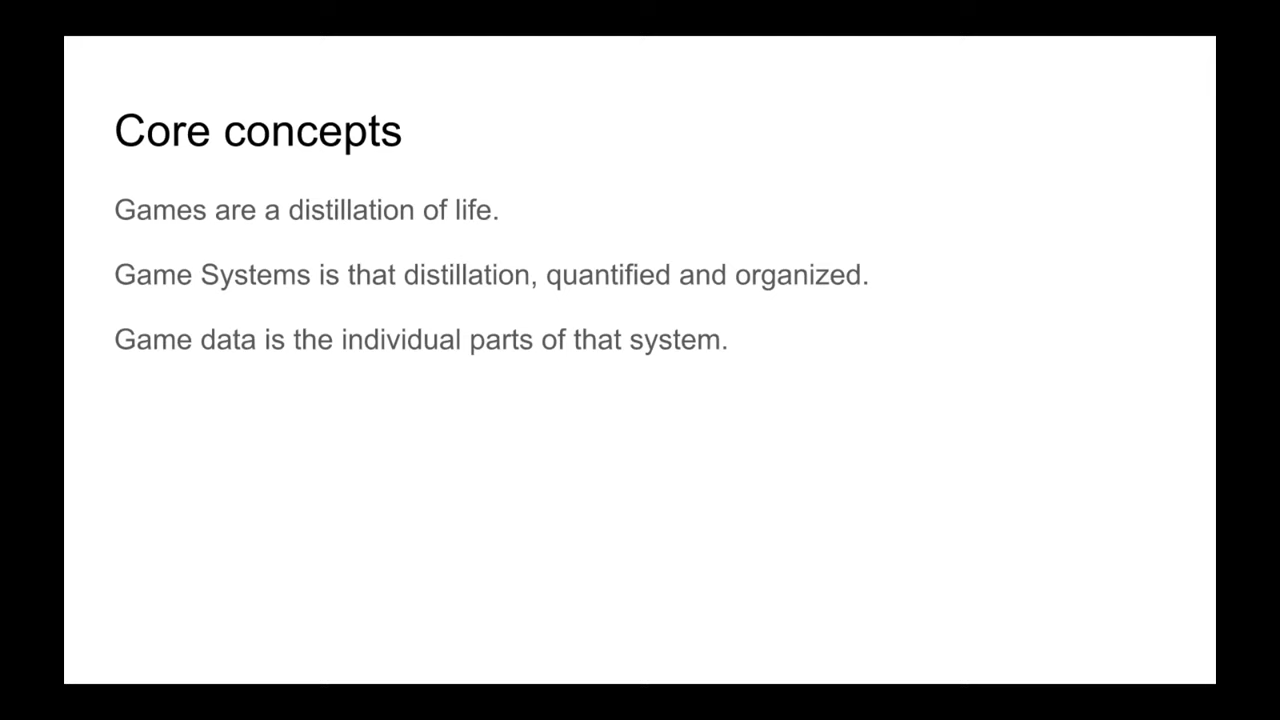 Core concepts
Games are a distillation of life.
Game Systems is that distillation, quantified and organized.
Game data is the individual parts of that system.